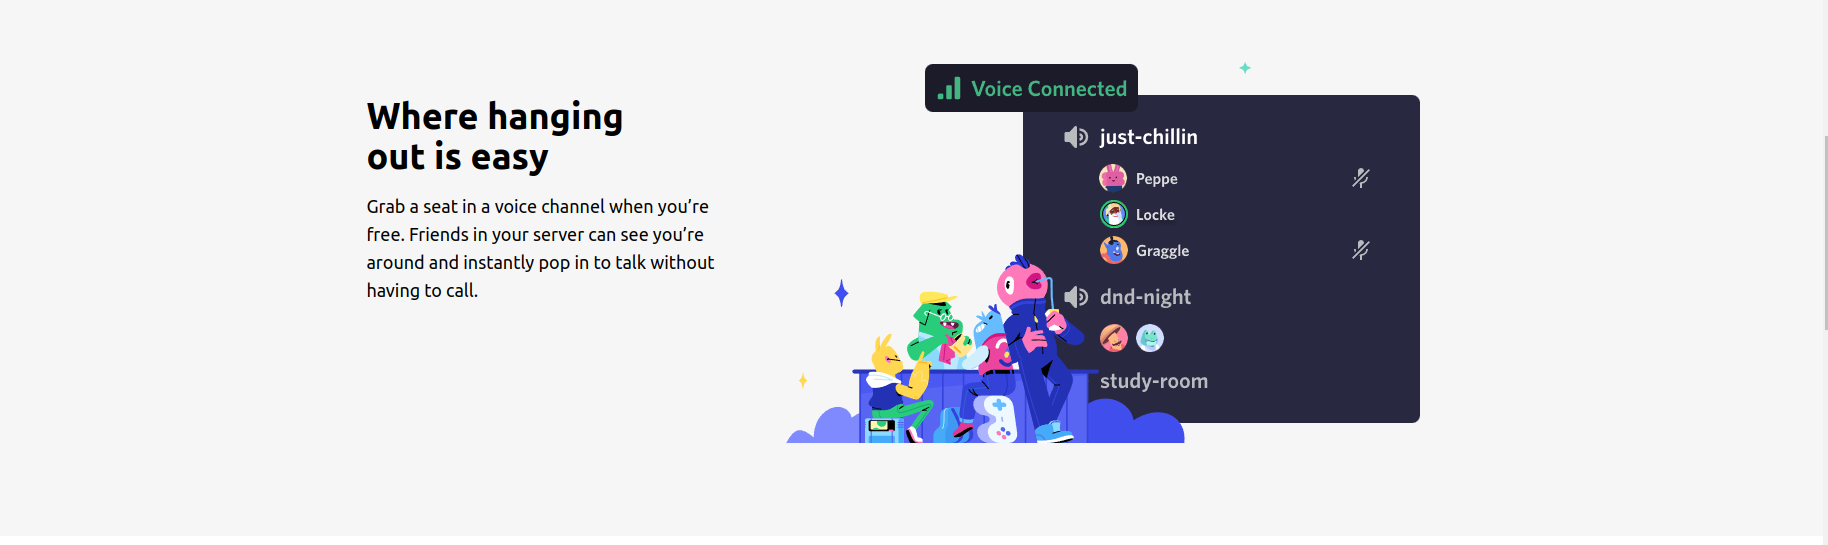 Where hanging
out is easy
Grab a seat in a voice channel when you’re
free. Friends in your server can see you’re
around and instantly pop in to talk without
having to call.
Voice Connected
just-chillin
Peppe
Locke
Graggle
dnd-night
study-room